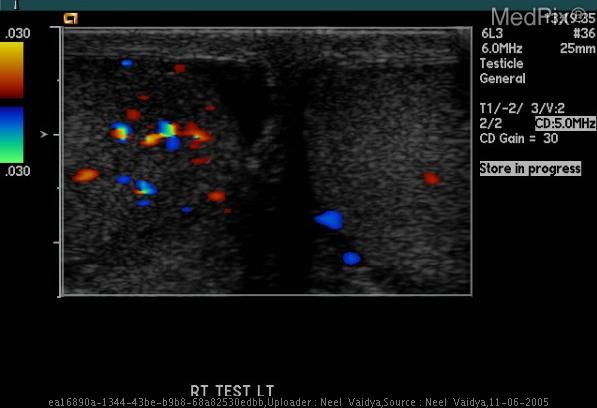 MedPix®
13:19:35
6L3 #36
6.0MHz 25mm
Testicle
General
T1/-2/ 3/V:2
2/2 CD:5.0MHz
CD Gain = 30
Store in progress
.030
.030
RT TEST LT
ea16890a-1344-43be-b9b8-68a82530edbb,Uploader : Neel Vaidya,Source : Neel Vaidya,11-06-2005